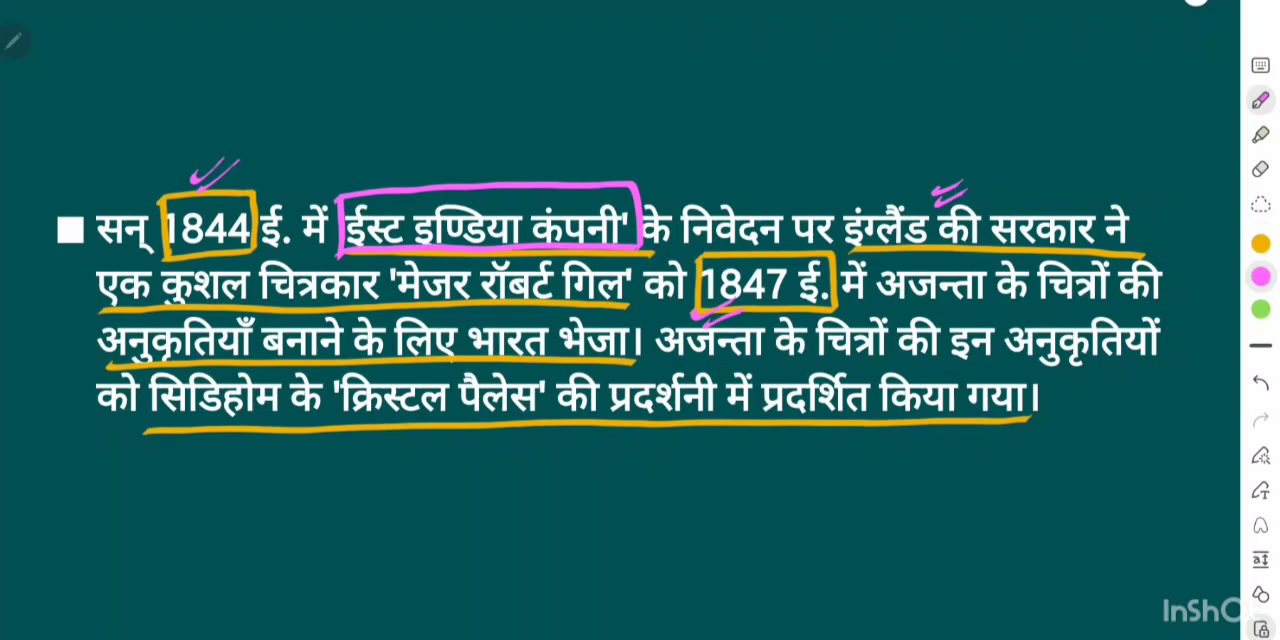 ■ सन् 1844 ई. में ईस्ट इण्डिया कंपनी' के निवेदन पर इंग्लैंड की सरकार ने
एक कुशल चित्रकार 'मेजर रॉबर्ट गिल' को 1847 ई. में अजन्ता के चित्रों की
अनुकृतियाँ बनाने के लिए भारत भेजा। अजन्ता के चित्रों की इन अनुकृतियों
को सिडिहोम के 'क्रिस्टल पैलेस' की प्रदर्शनी में प्रदर्शित किया गया।